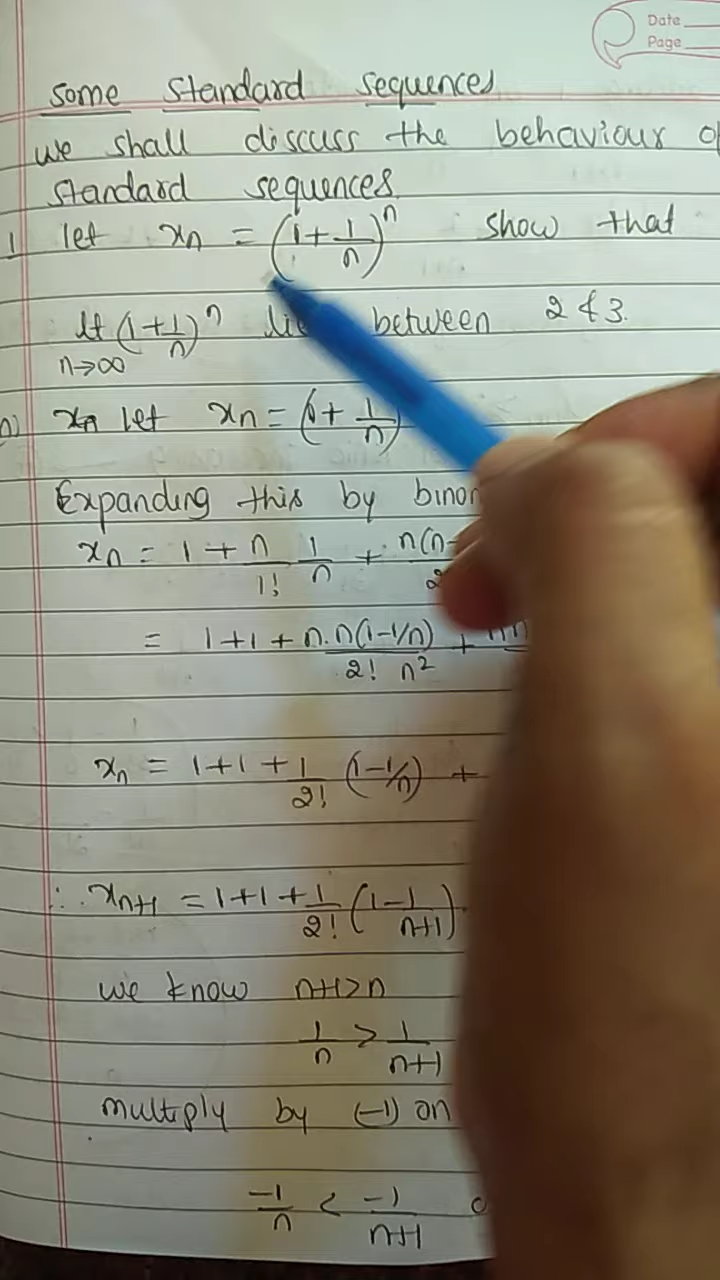 Date
Page
Some Standard Sequences
we shall discuss the behaviour of
standard sequences.
1 let xₙ = (1 + 1/n)ⁿ show that
lt n→∞ (1 + 1/n)ⁿ between 2 & 3.
xₙ let xₙ = (1 + 1/n)
Expanding this by
xₙ = 1 + n/1! 1/n + n(n-
= 1+1+ n.n(1-1/n)/2! n² +
xₙ = 1+1+ 1/2! (1-1/n) +
∴ xₙ₊₁ = 1+1+ 1/2! (1 - 1/n+1)
we know n+1>n
1/n > 1/n+1
multiply by (-1) on
-1/n < -1/n+1